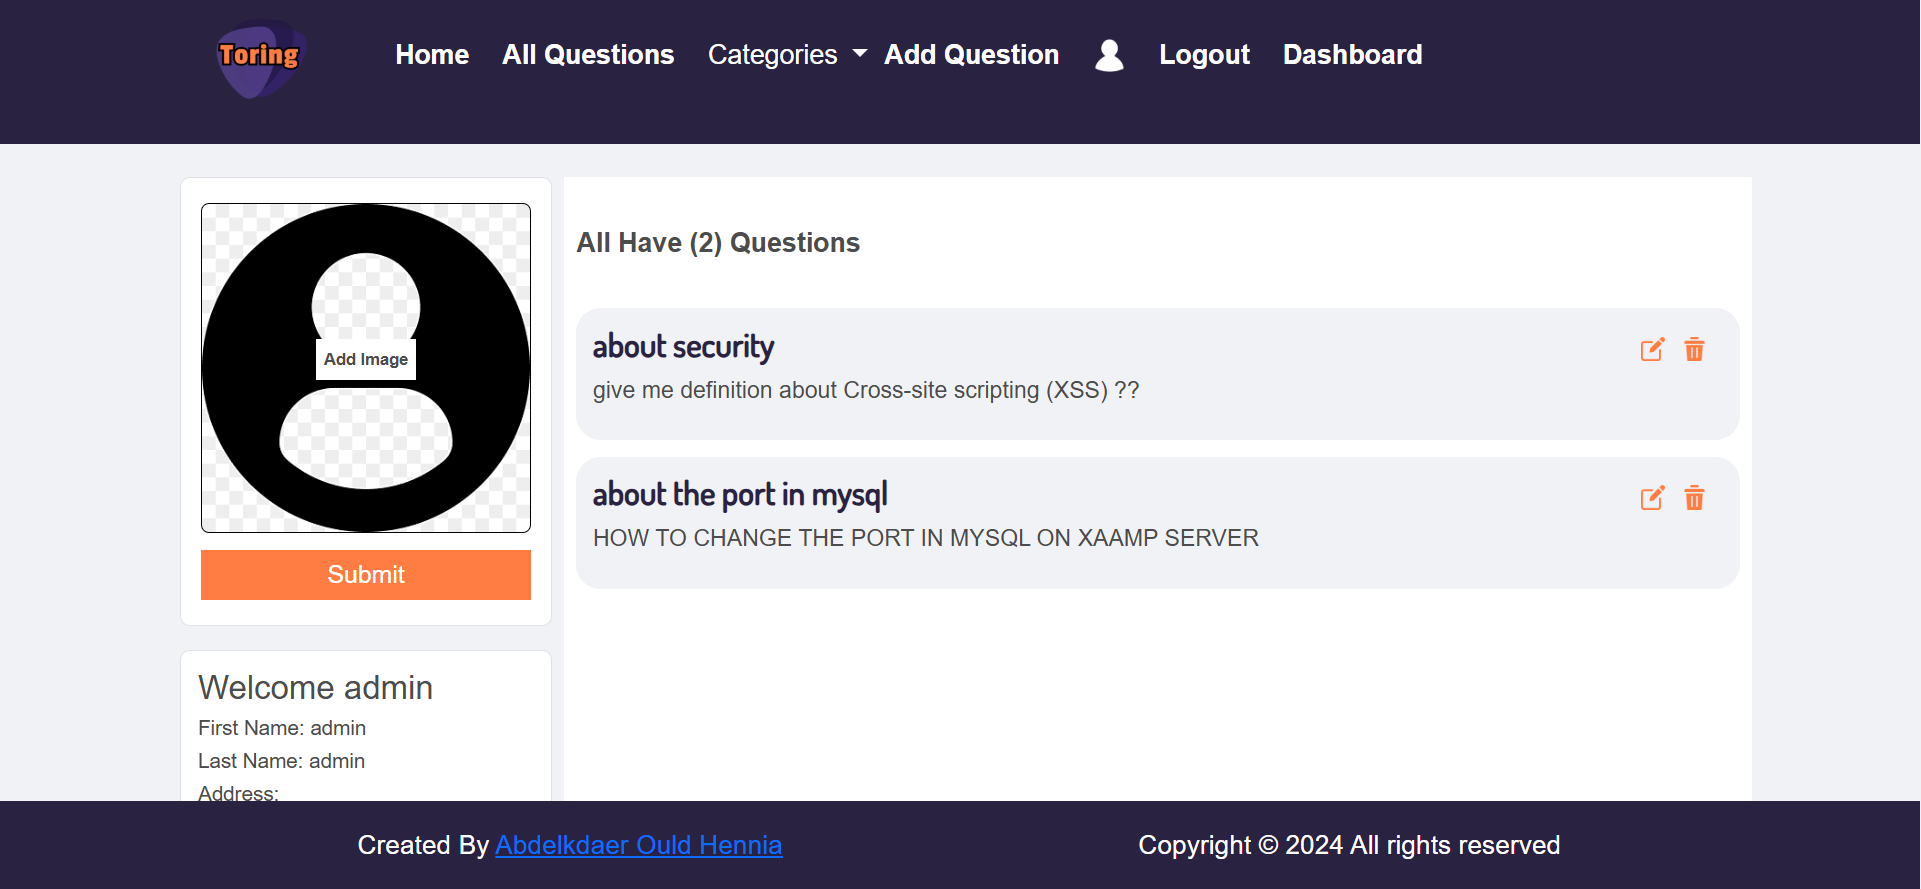 Toring
Home All Questions Categories Add Question Logout Dashboard
Add Image
Submit
Welcome admin
First Name: admin
Last Name: admin
Address:
All Have (2) Questions
about security
give me definition about Cross-site scripting (XSS) ??
about the port in mysql
HOW TO CHANGE THE PORT IN MYSQL ON XAAMP SERVER
Created By Abdelkdaer Ould Hennia
Copyright © 2024 All rights reserved